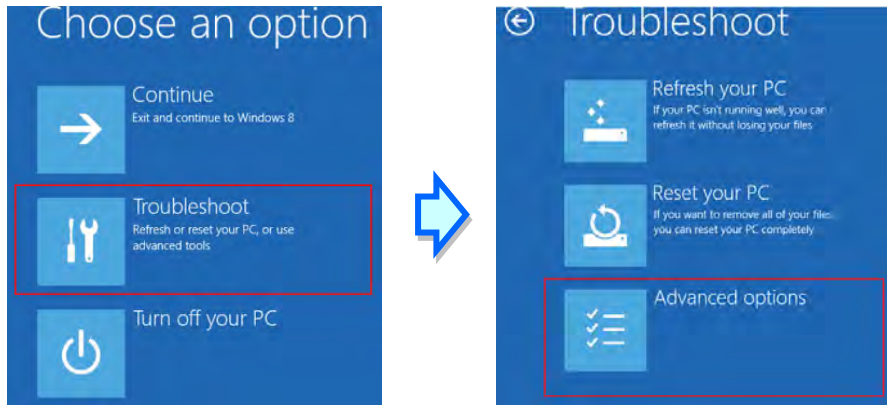 Choose an option
Continue
Exit and continue to Windows 8
Troubleshoot
Refresh or reset your PC, or use
advanced tools
Turn off your PC
Troubleshoot
Refresh your PC
If your PC isn't running well, you can
refresh it without losing your files
Reset your PC
If you want to remove all of your files,
you can reset your PC completely
Advanced options